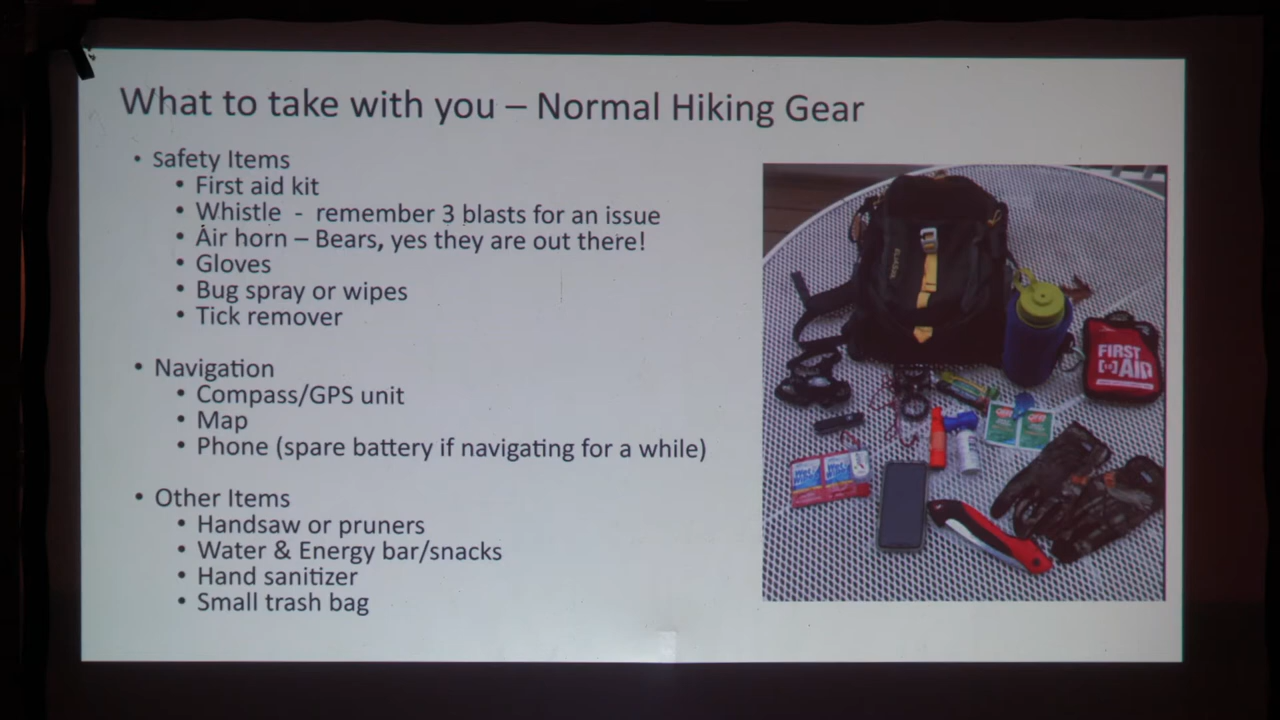 What to take with you – Normal Hiking Gear
• Safety Items
• First aid kit
• Whistle - remember 3 blasts for an issue
• Air horn – Bears, yes they are out there!
• Gloves
• Bug spray or wipes
• Tick remover
• Navigation
• Compass/GPS unit
• Map
• Phone (spare battery if navigating for a while)
• Other Items
• Handsaw or pruners
• Water & Energy bar/snacks
• Hand sanitizer
• Small trash bag
FIRST
AID